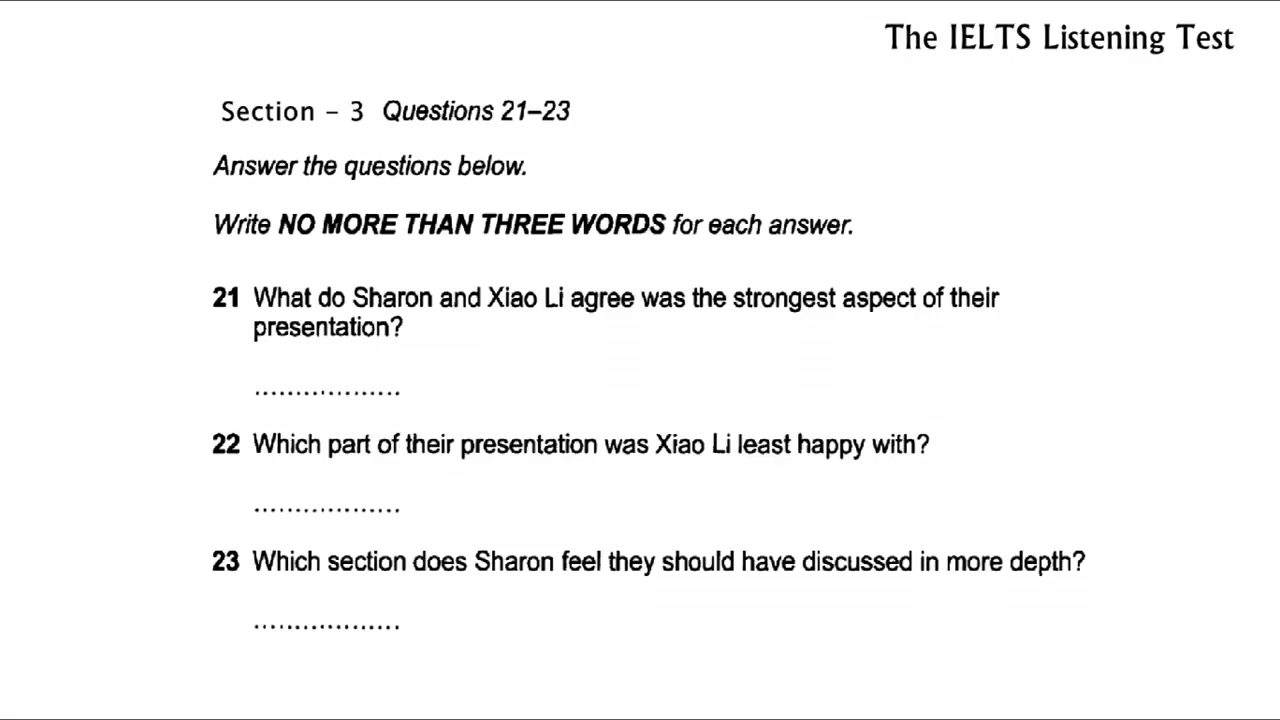 The IELTS Listening Test
Section – 3 Questions 21–23
Answer the questions below.
Write NO MORE THAN THREE WORDS for each answer.
21 What do Sharon and Xiao Li agree was the strongest aspect of their
presentation?
..................
22 Which part of their presentation was Xiao Li least happy with?
..................
23 Which section does Sharon feel they should have discussed in more depth?
..................